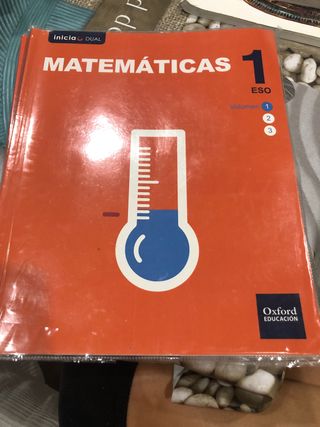 inicia DUAL
MATEMÁTICAS 1
ESO
Volumen 1
2
3
Oxford
EDUCACIÓN